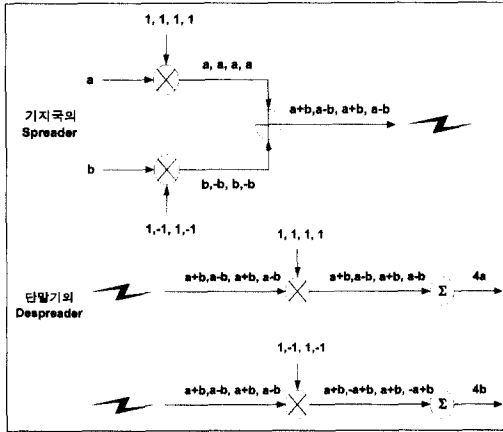 1, 1, 1, 1
a
a, a, a, a
기지국의
Spreader
a+b,a-b, a+b, a-b
b
b,-b, b,-b
1,-1, 1,-1
1, 1, 1, 1
단말기의
Despreader
a+b,a-b, a+b, a-b
a+b,a-b, a+b, a-b
Σ
4a
1,-1, 1,-1
a+b,a-b, a+b, a-b
a+b,-a+b, a+b, -a+b
Σ
4b